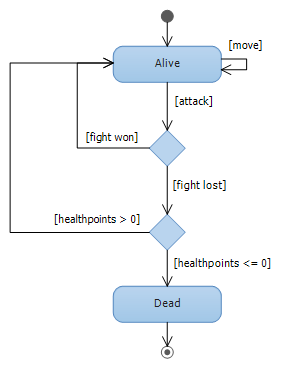 [move]
Alive
[attack]
[fight won]
[fight lost]
[healthpoints > 0]
[healthpoints <= 0]
Dead